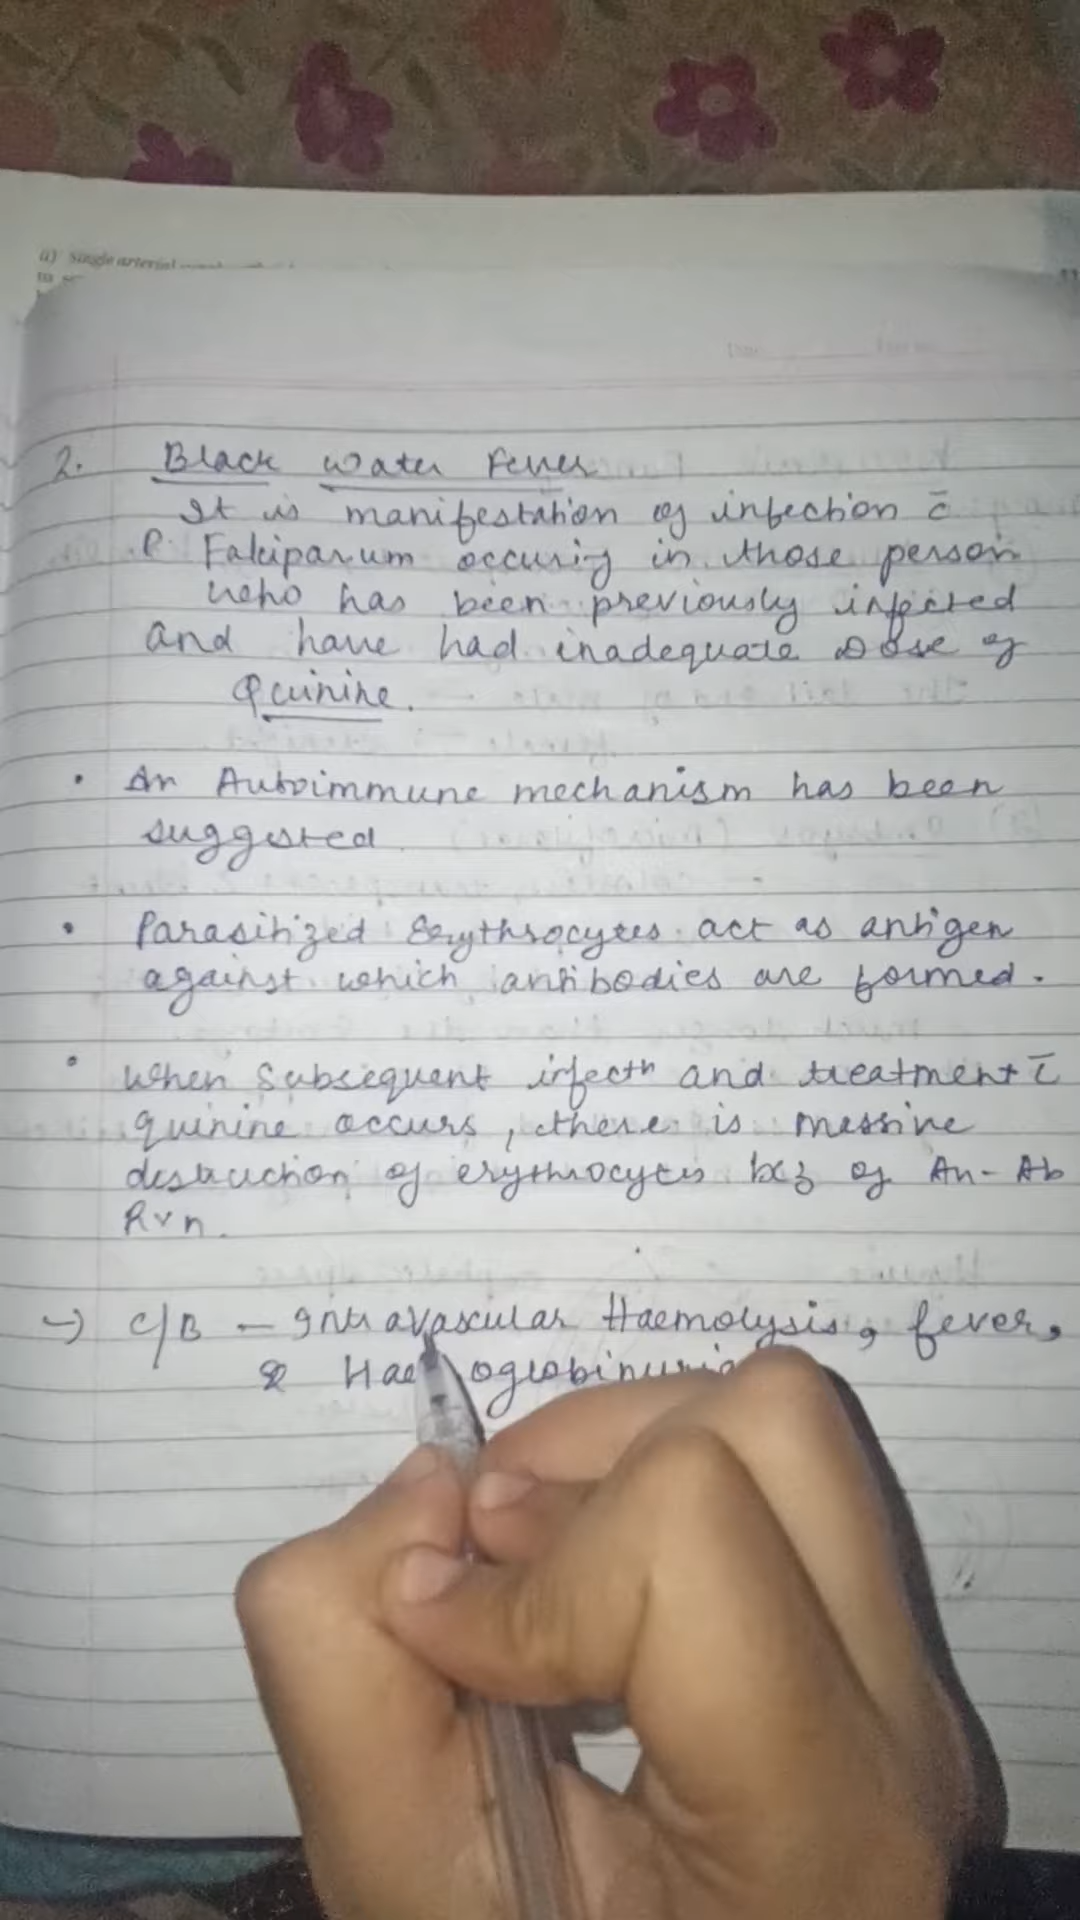 (i) Single arterial
2. Black water Fever
It is manifestation of infection c̄
P. Falciparum occuring in those person
who has been previously infected
and have had inadequate Dose of
Quinine.
• An Autoimmune mechanism has been
suggested
• Parasitized Erythrocytes act as antigen
against which antibodies are formed.
• When Subsequent infectn and treatment c̄
quinine occurs, there is massive
destruction of erythrocytes bcz of An-Ab
Rxn.
→ C/B - Intravascular Haemolysis, fever,
& Haemoglobinuria